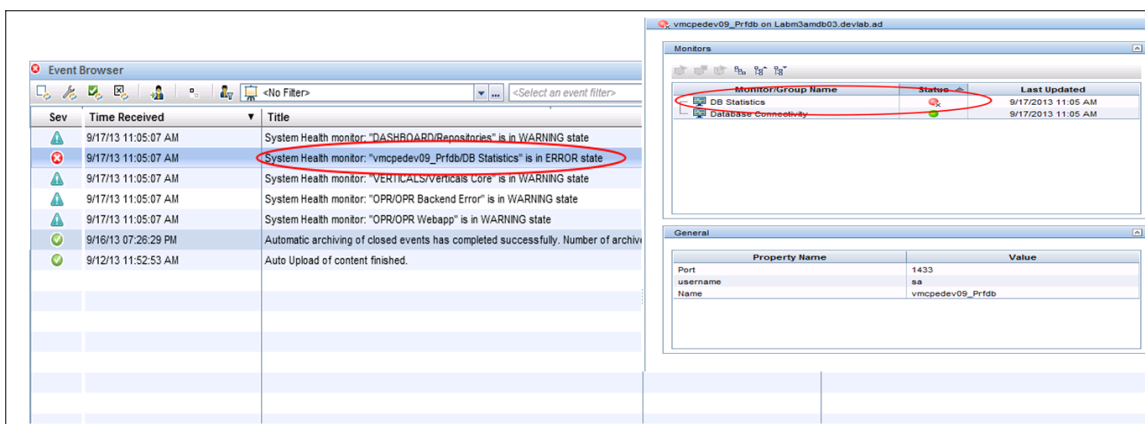 Event Browser
<No Filter>
<Select an event filter>
Sev Time Received Title
9/17/13 11:05:07 AM System Health monitor: "DASHBOARD/Repositories" is in WARNING state
9/17/13 11:05:07 AM System Health monitor: "vmcpedev09_Prfdb/DB Statistics" is in ERROR state
9/17/13 11:05:07 AM System Health monitor: "VERTICALS/Verticals Core" is in WARNING state
9/17/13 11:05:07 AM System Health monitor: "OPR/OPR Backend Error" is in WARNING state
9/17/13 11:05:07 AM System Health monitor: "OPR/OPR Webapp" is in WARNING state
9/16/13 07:26:29 PM Automatic archiving of closed events has completed successfully. Number of archive
9/12/13 11:52:53 AM Auto Upload of content finished.
vmcpedev09_Prfdb on Labm3amdb03.devlab.ad
Monitors
Monitor/Group Name Status Last Updated
DB Statistics 9/17/2013 11:05 AM
Database Connectivity 9/17/2013 11:05 AM
General
Property Name Value
Port 1433
username sa
Name vmcpedev09_Prfdb